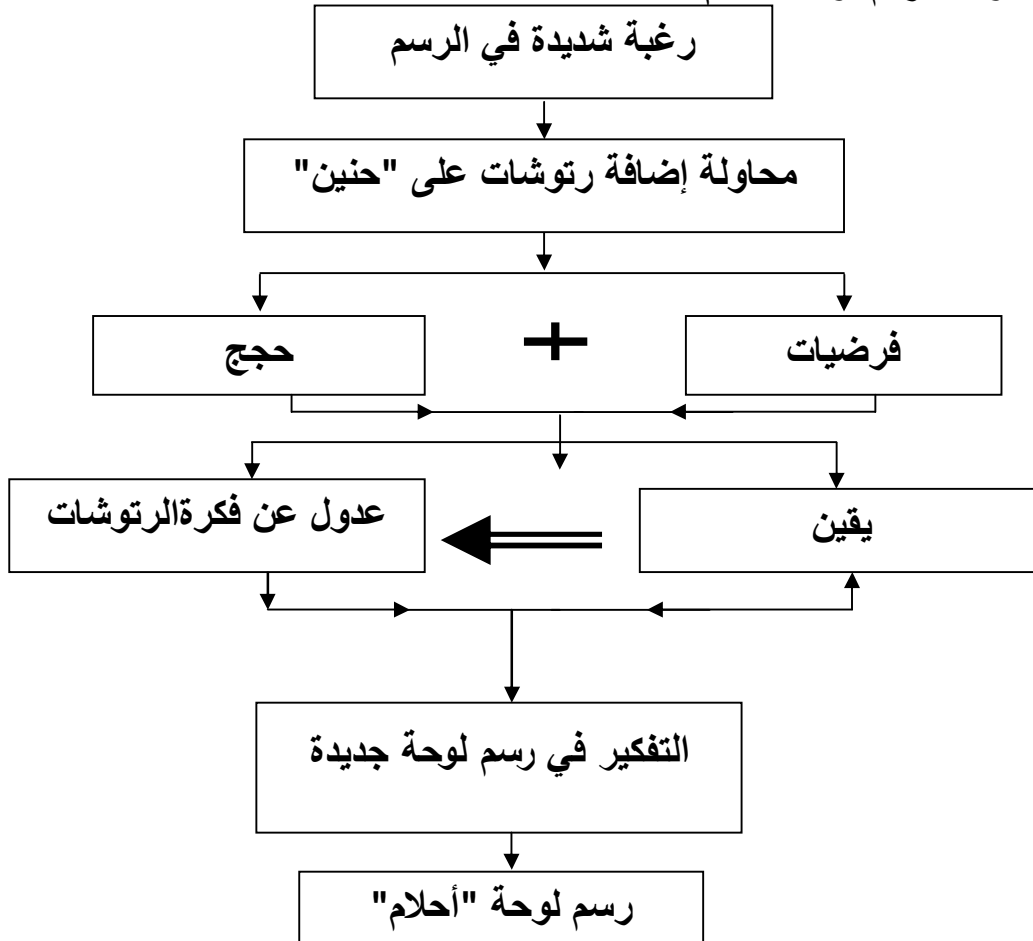 رغبة شديدة في الرسم
محاولة إضافة رتوشات على "حنين"
فرضيات
+
حجج
يقين
عدول عن فكرةالرتوشات
التفكير في رسم لوحة جديدة
رسم لوحة "أحلام"